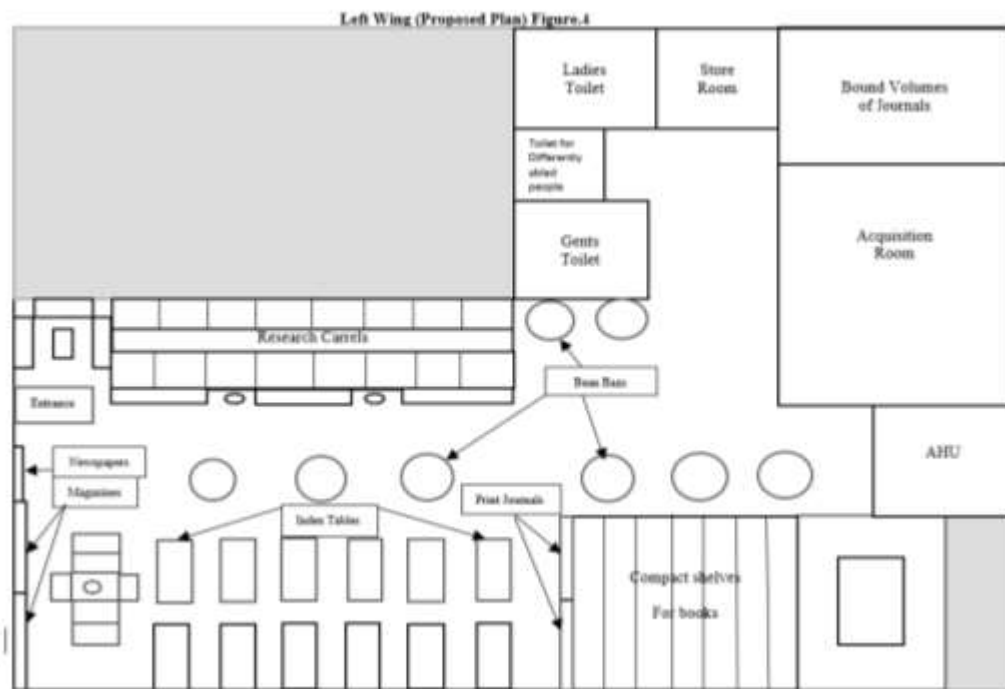 Left Wing (Proposed Plan) Figure.4
Ladies
Toilet
Store
Room
Bound Volumes
of Journals
Toilet for
Differently
abled
people
Gents
Toilet
Acquisition
Room
Research Carrels
Bean Bags
Entrance
AHU
Newspapers
Magazines
Print Journals
Index Tables
Compact shelves
For books